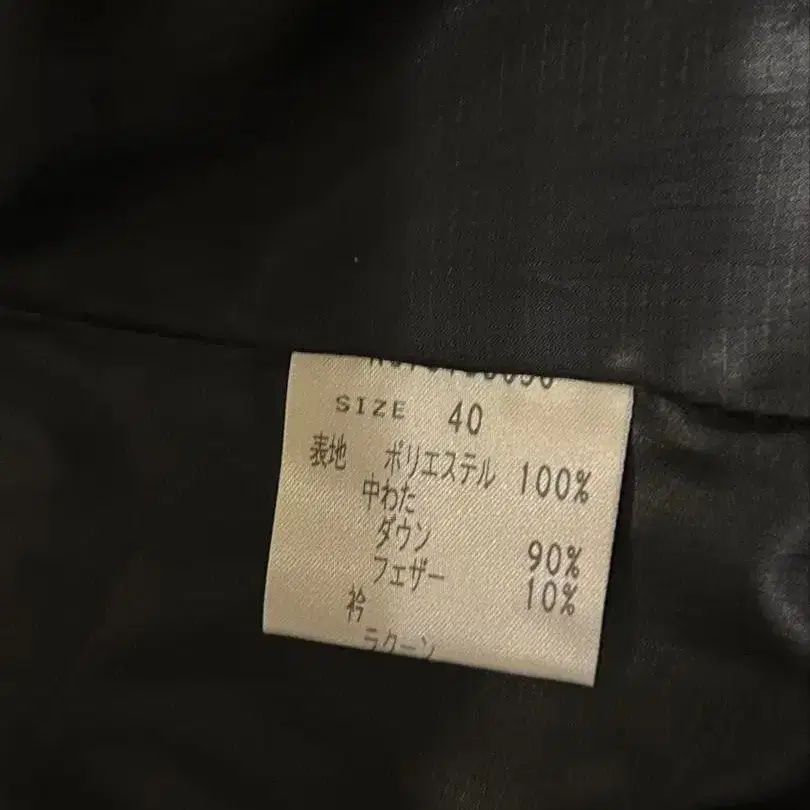 SIZE 40
表地 ポリエステル 100%
中わた
ダウン 90%
フェザー 10%
衿
ラクーン